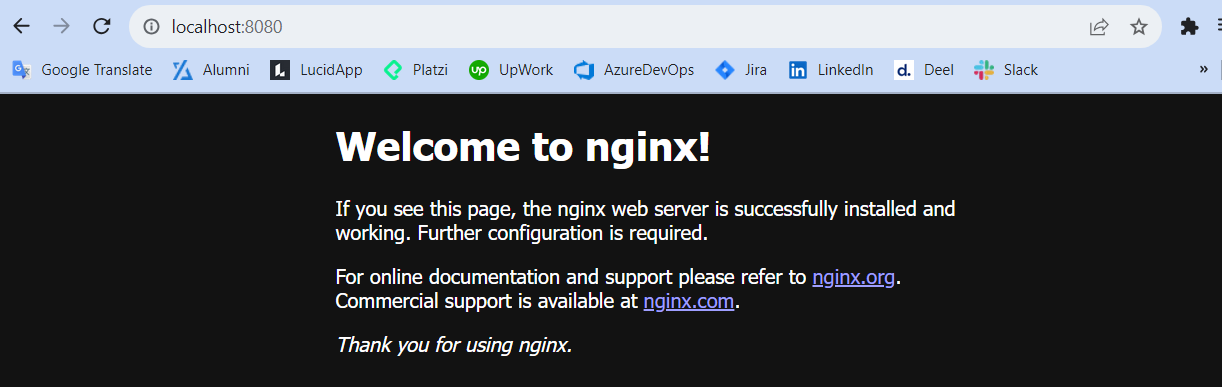 localhost:8080
Google Translate Alumni LucidApp Platzi UpWork AzureDevOps Jira LinkedIn Deel Slack »
Welcome to nginx!
If you see this page, the nginx web server is successfully installed and
working. Further configuration is required.
For online documentation and support please refer to nginx.org.
Commercial support is available at nginx.com.
Thank you for using nginx.